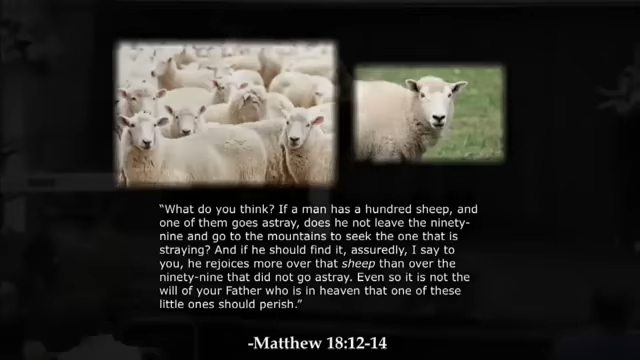 “What do you think? If a man has a hundred sheep, and
one of them goes astray, does he not leave the ninety-
nine and go to the mountains to seek the one that is
straying? And if he should find it, assuredly, I say to
you, he rejoices more over that sheep than over the
ninety-nine that did not go astray. Even so it is not the
will of your Father who is in heaven that one of these
little ones should perish.”
-Matthew 18:12-14